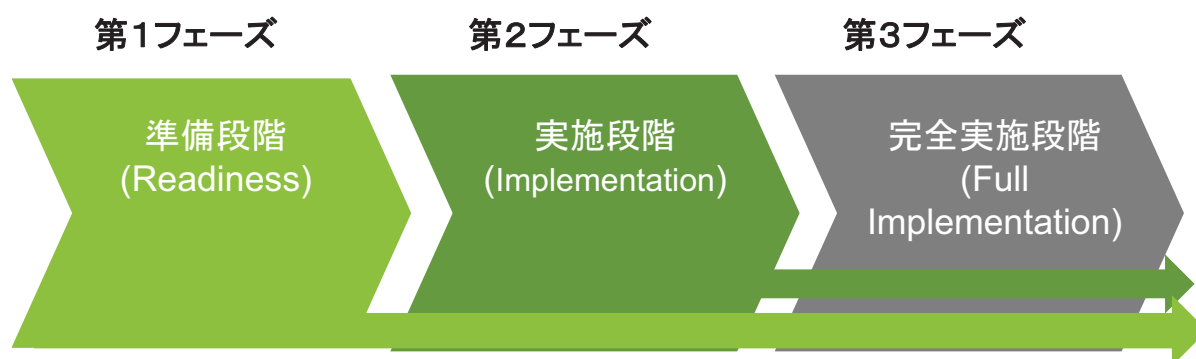 第1フェーズ
第2フェーズ
第3フェーズ
準備段階
(Readiness)
実施段階
(Implementation)
完全実施段階
(Full
Implementation)